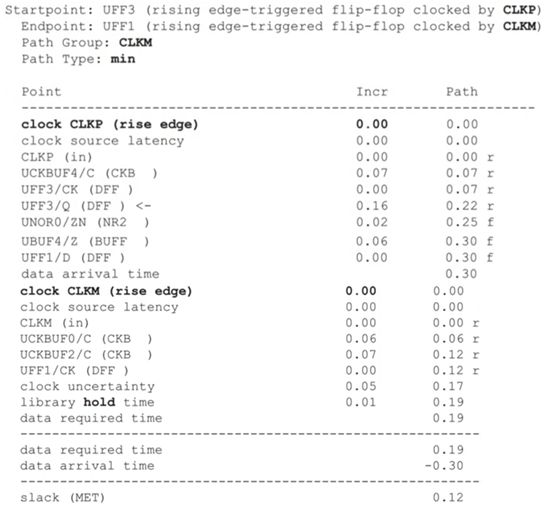 Startpoint: UFF3 (rising edge-triggered flip-flop clocked by CLKP)
Endpoint: UFF1 (rising edge-triggered flip-flop clocked by CLKM)
Path Group: CLKM
Path Type: min
Point Incr Path
---------------------------------------------------------------
clock CLKP (rise edge) 0.00 0.00
clock source latency 0.00 0.00
CLKP (in) 0.00 0.00 r
UCKBUF4/C (CKB ) 0.07 0.07 r
UFF3/CK (DFF ) 0.00 0.07 r
UFF3/Q (DFF ) <- 0.16 0.22 r
UNOR0/ZN (NR2 ) 0.02 0.25 f
UBUF4/Z (BUFF ) 0.06 0.30 f
UFF1/D (DFF ) 0.00 0.30 f
data arrival time 0.30
clock CLKM (rise edge) 0.00 0.00
clock source latency 0.00 0.00
CLKM (in) 0.00 0.00 r
UCKBUF0/C (CKB ) 0.06 0.06 r
UCKBUF2/C (CKB ) 0.07 0.12 r
UFF1/CK (DFF ) 0.00 0.12 r
clock uncertainty 0.05 0.17
library hold time 0.01 0.19
data required time 0.19
---------------------------------------------------------
data required time 0.19
data arrival time -0.30
---------------------------------------------------------
slack (MET) 0.12